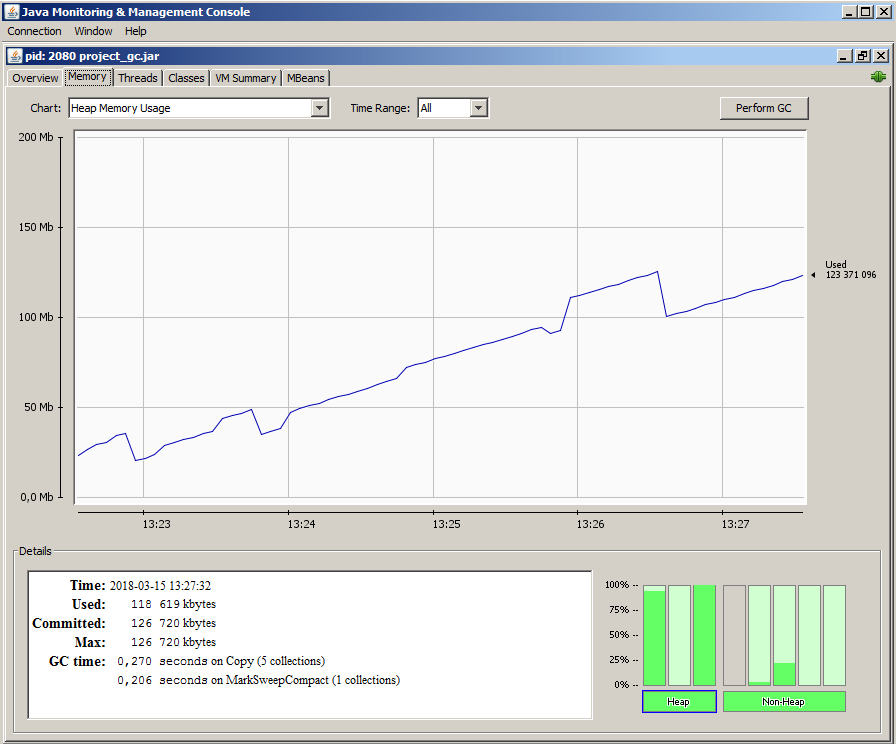 Java Monitoring & Management Console
Connection Window Help
pid: 2080 project_gc.jar
Overview Memory Threads Classes VM Summary MBeans
Chart: Heap Memory Usage Time Range: All Perform GC
200 Mb
150 Mb
100 Mb
50 Mb
0,0 Mb
Used
123 371 096
13:23 13:24 13:25 13:26 13:27
Details
Time: 2018-03-15 13:27:32
Used: 118 619 kbytes
Committed: 126 720 kbytes
Max: 126 720 kbytes
GC time: 0,270 seconds on Copy (5 collections)
0,206 seconds on MarkSweepCompact (1 collections)
100% --
75% --
50% --
25% --
0% --
Heap Non-Heap